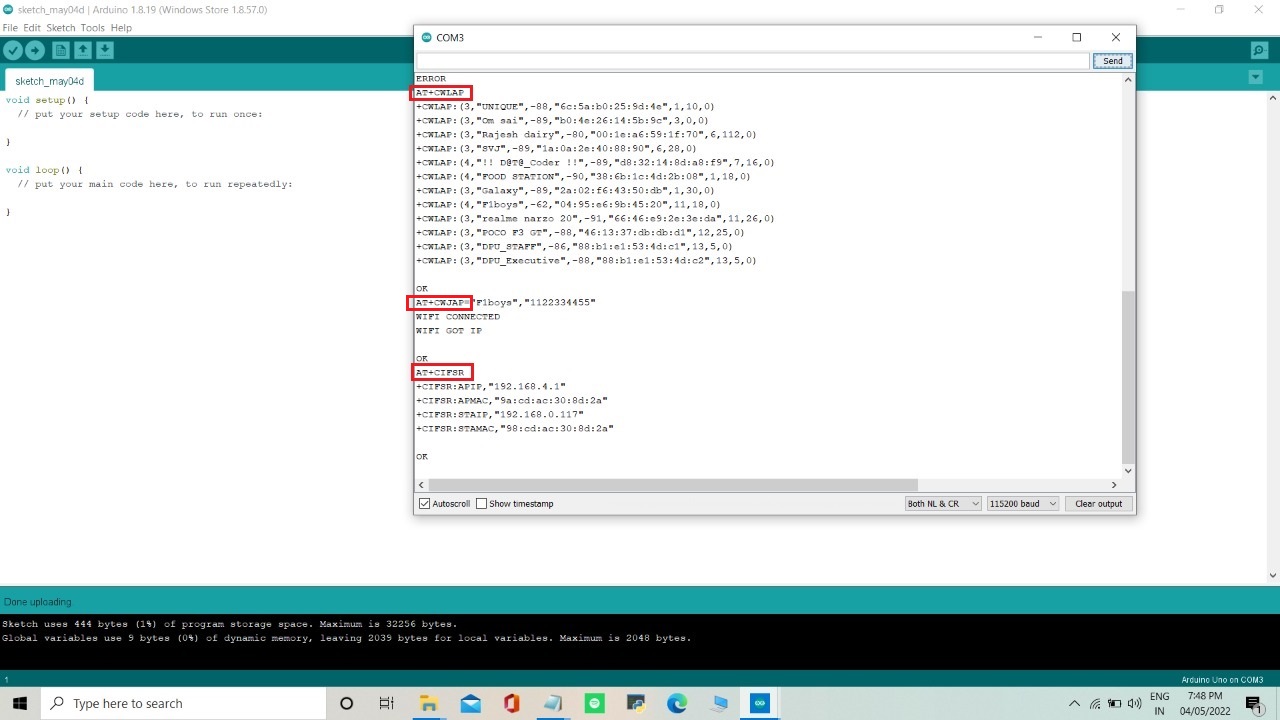 sketch_may04d | Arduino 1.8.19 (Windows Store 1.8.57.0)
File Edit Sketch Tools Help
sketch_may04d
void setup() {
// put your setup code here, to run once:
}
void loop() {
// put your main code here, to run repeatedly:
}
COM3
Send
ERROR
AT+CWLAP
+CWLAP:(3,"UNIQUE",-88,"6c:5a:b0:25:9d:4e",1,10,0)
+CWLAP:(3,"Om sai",-89,"b0:4e:26:14:5b:9c",3,0,0)
+CWLAP:(3,"Rajesh dairy",-80,"00:1e:a6:59:1f:70",6,112,0)
+CWLAP:(3,"SVJ",-89,"1a:0a:2e:40:88:90",6,28,0)
+CWLAP:(4,"!! D@T@_Coder !!",-89,"d8:32:14:8d:a8:f9",7,16,0)
+CWLAP:(4,"FOOD STATION",-90,"38:6b:1c:4d:2b:08",1,18,0)
+CWLAP:(3,"Galaxy",-89,"2a:02:f6:43:50:db",1,30,0)
+CWLAP:(4,"F1boys",-62,"04:95:e6:9b:45:20",11,18,0)
+CWLAP:(3,"realme narzo 20",-91,"66:46:e9:2e:3e:da",11,26,0)
+CWLAP:(3,"POCO F3 GT",-88,"46:13:37:db:db:d1",12,25,0)
+CWLAP:(3,"DPU_STAFF",-86,"88:b1:e1:53:4d:c1",13,5,0)
+CWLAP:(3,"DPU_Executive",-88,"88:b1:e1:53:4d:c2",13,5,0)
OK
AT+CWJAP="F1boys","1122334455"
WIFI CONNECTED
WIFI GOT IP
OK
AT+CIFSR
+CIFSR:APIP,"192.168.4.1"
+CIFSR:APMAC,"9a:cd:ac:30:8d:2a"
+CIFSR:STAIP,"192.168.0.117"
+CIFSR:STAMAC,"98:cd:ac:30:8d:2a"
OK
Autoscroll Show timestamp Both NL & CR 115200 baud Clear output
Done uploading.
Sketch uses 444 bytes (1%) of program storage space. Maximum is 32256 bytes.
Global variables use 9 bytes (0%) of dynamic memory, leaving 2039 bytes for local variables. Maximum is 2048 bytes.
1 Arduino Uno on COM3
Type here to search
ENG
IN
7:48 PM
04/05/2022
1